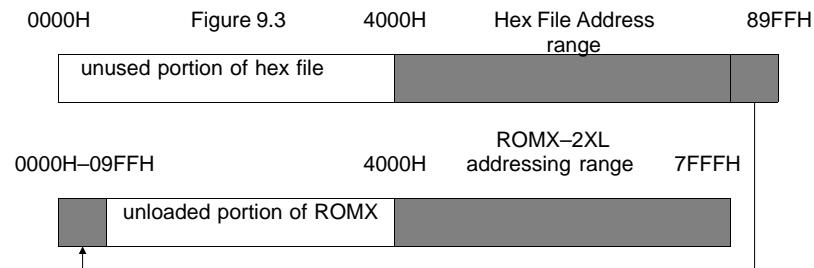 0000H Figure 9.3 4000H Hex File Address range 89FFH
unused portion of hex file
0000H–09FFH 4000H ROMX–2XL addressing range 7FFFH
unloaded portion of ROMX